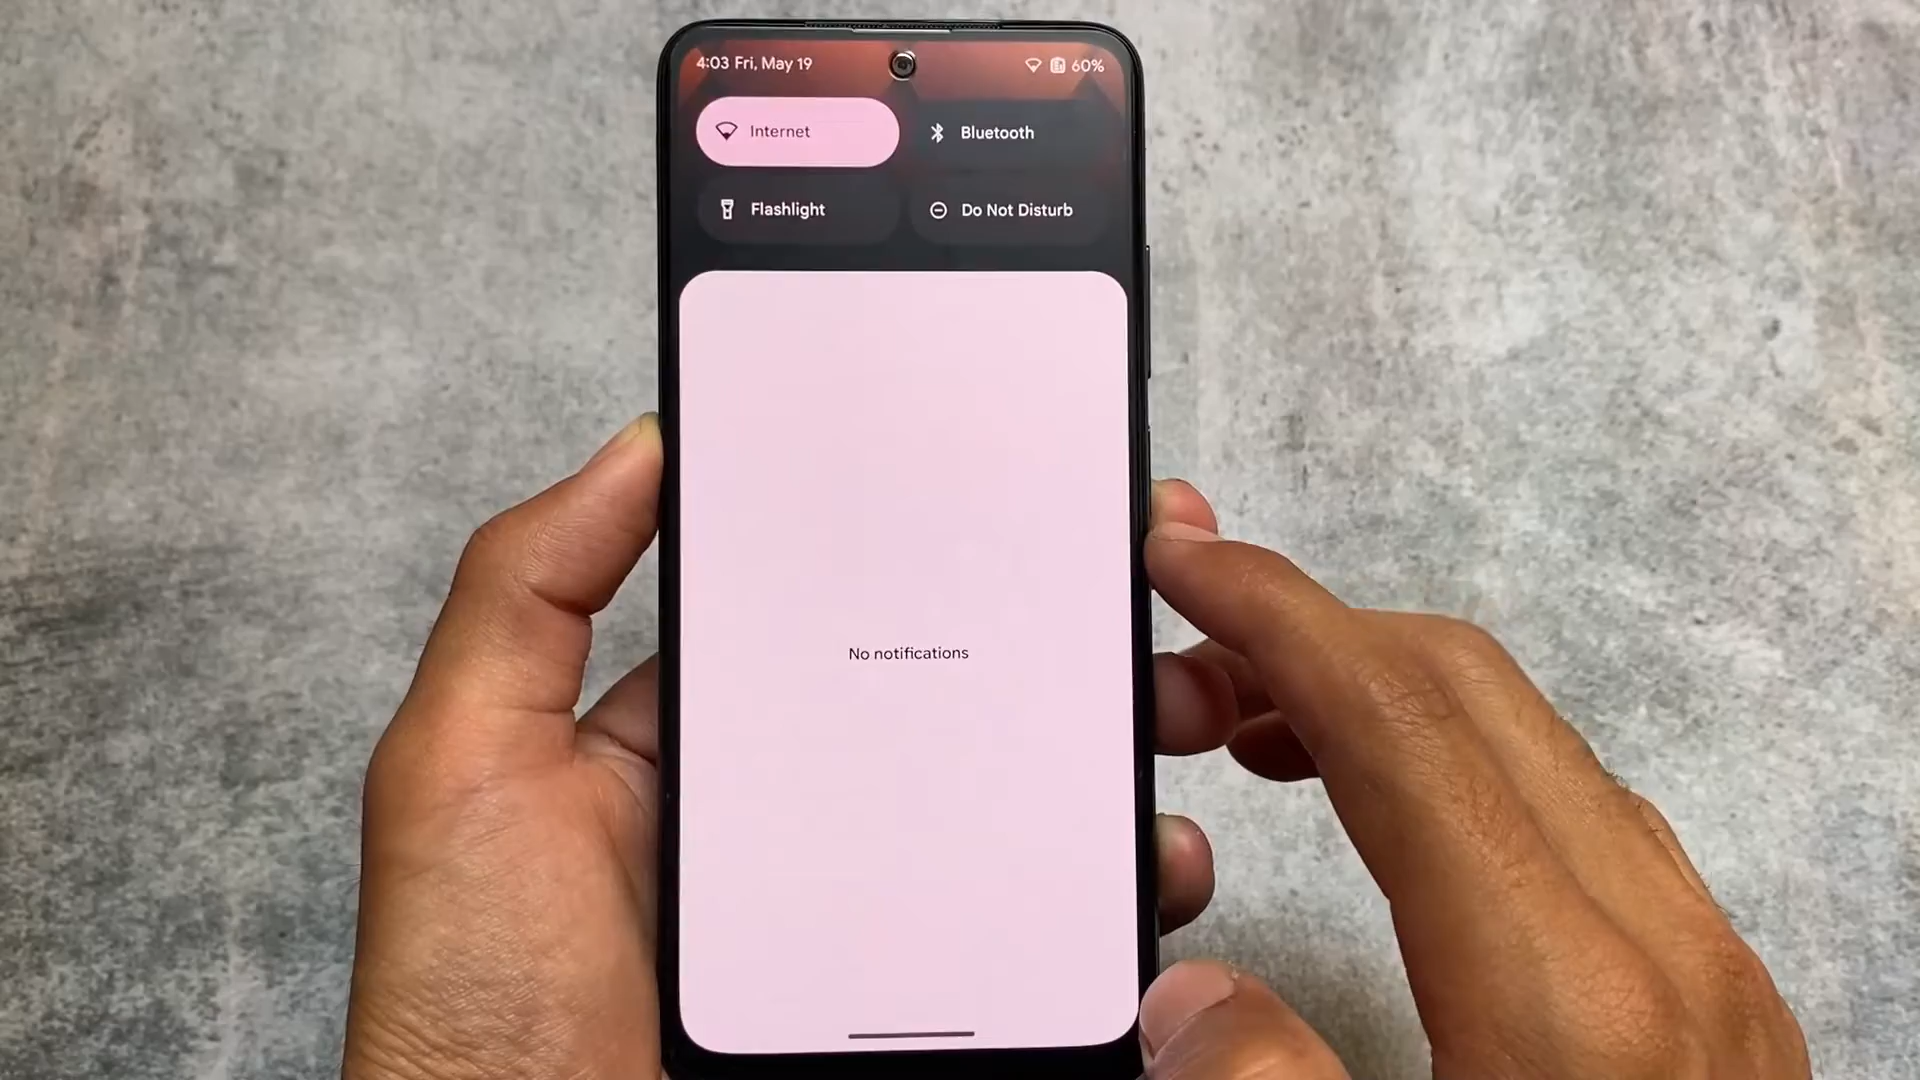 4:03 Fri, May 19 60%
Internet Bluetooth
Flashlight Do Not Disturb
No notifications